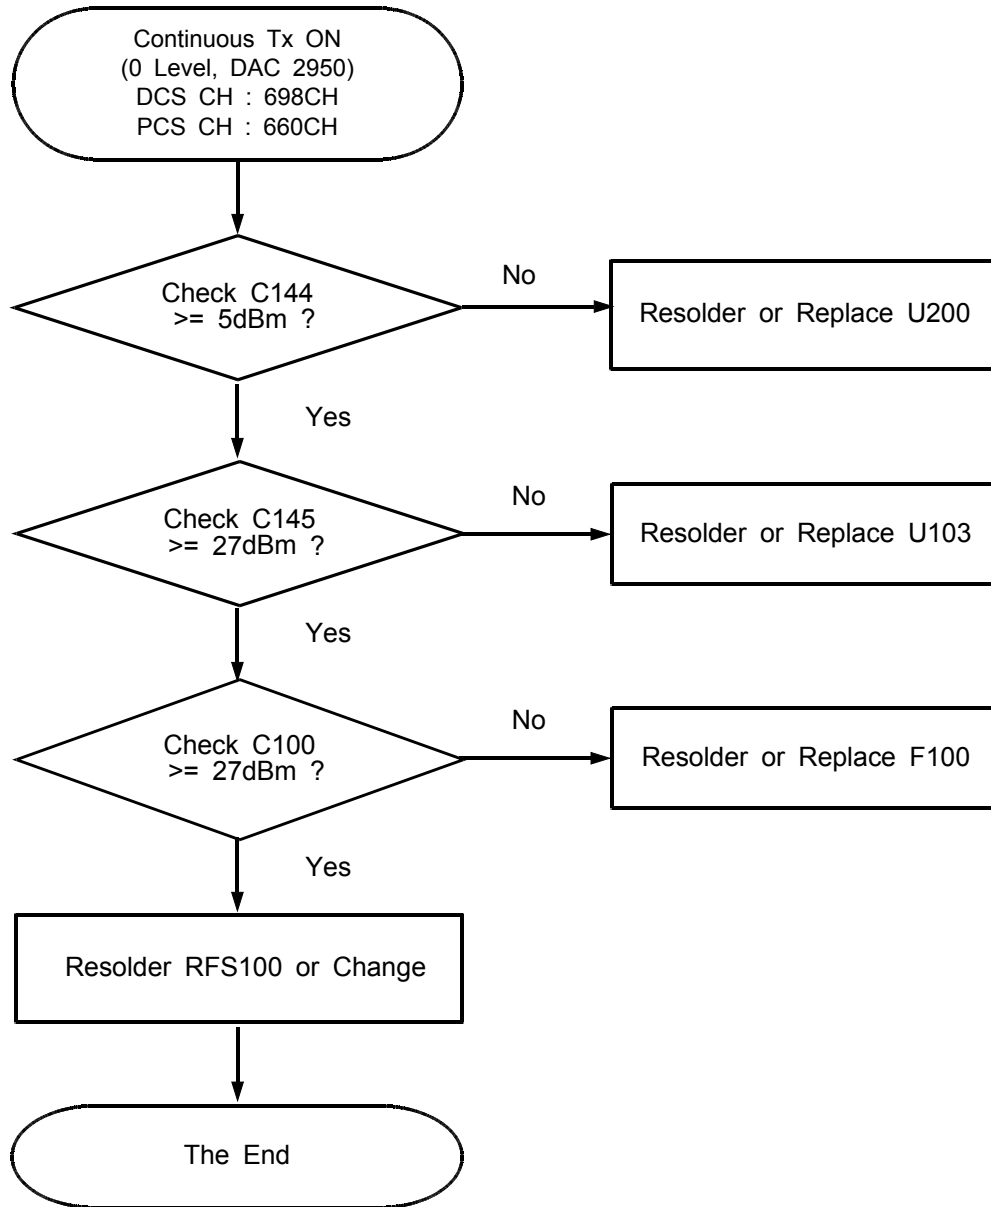 Continuous Tx ON
(0 Level, DAC 2950)
DCS CH : 698CH
PCS CH : 660CH
Check C144
>= 5dBm ?
No
Resolder or Replace U200
Yes
Check C145
>= 27dBm ?
No
Resolder or Replace U103
Yes
Check C100
>= 27dBm ?
No
Resolder or Replace F100
Yes
Resolder RFS100 or Change
The End